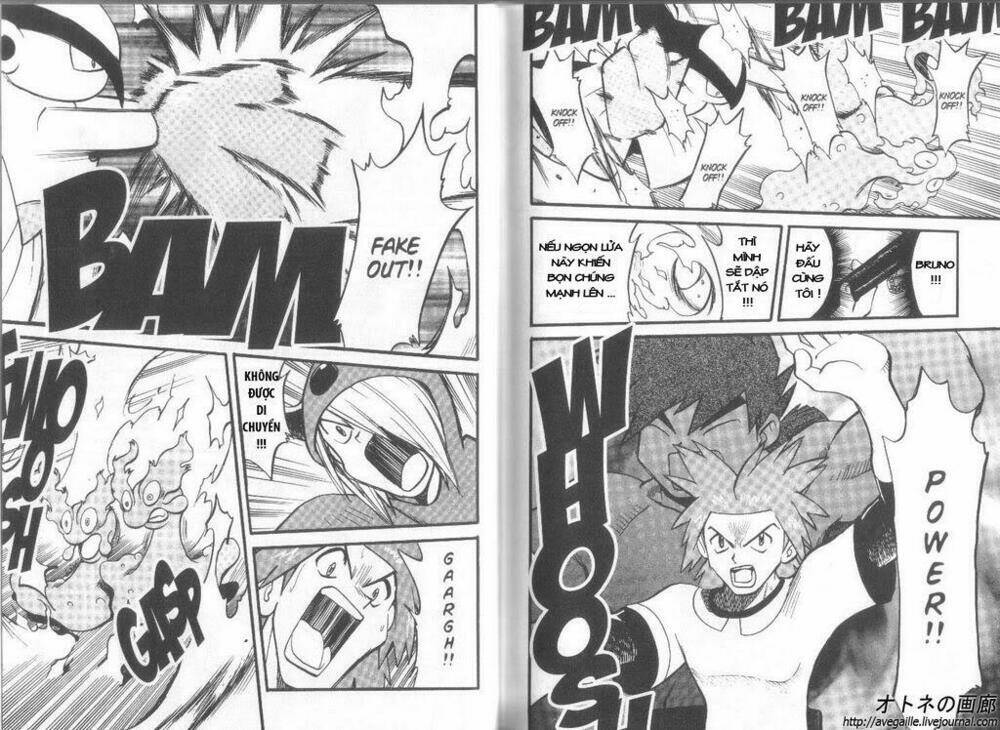 BAM
FAKE
OUT!!
KHÔNG
ĐƯỢC
DI
CHUYỂN
!!!
GASP
GAARGH!!
BAM
BAM
BAM
KNOCK
OFF!!
KNOCK
OFF!!
KNOCK
OFF!!
KNOCK
OFF!!
NẾU NGỌN LỬA
NÀY KHIẾN
BỌN CHÚNG
MẠNH LÊN ...
THÌ
MÌNH
SẼ DẬP
TẮT NÓ
!!!
HÃY
ĐẤU
CÙNG
TÔI !
BRUNO
!!!
WHOOSH
POWER!!
オトネの画廊
http://avegaille.livejournal.com